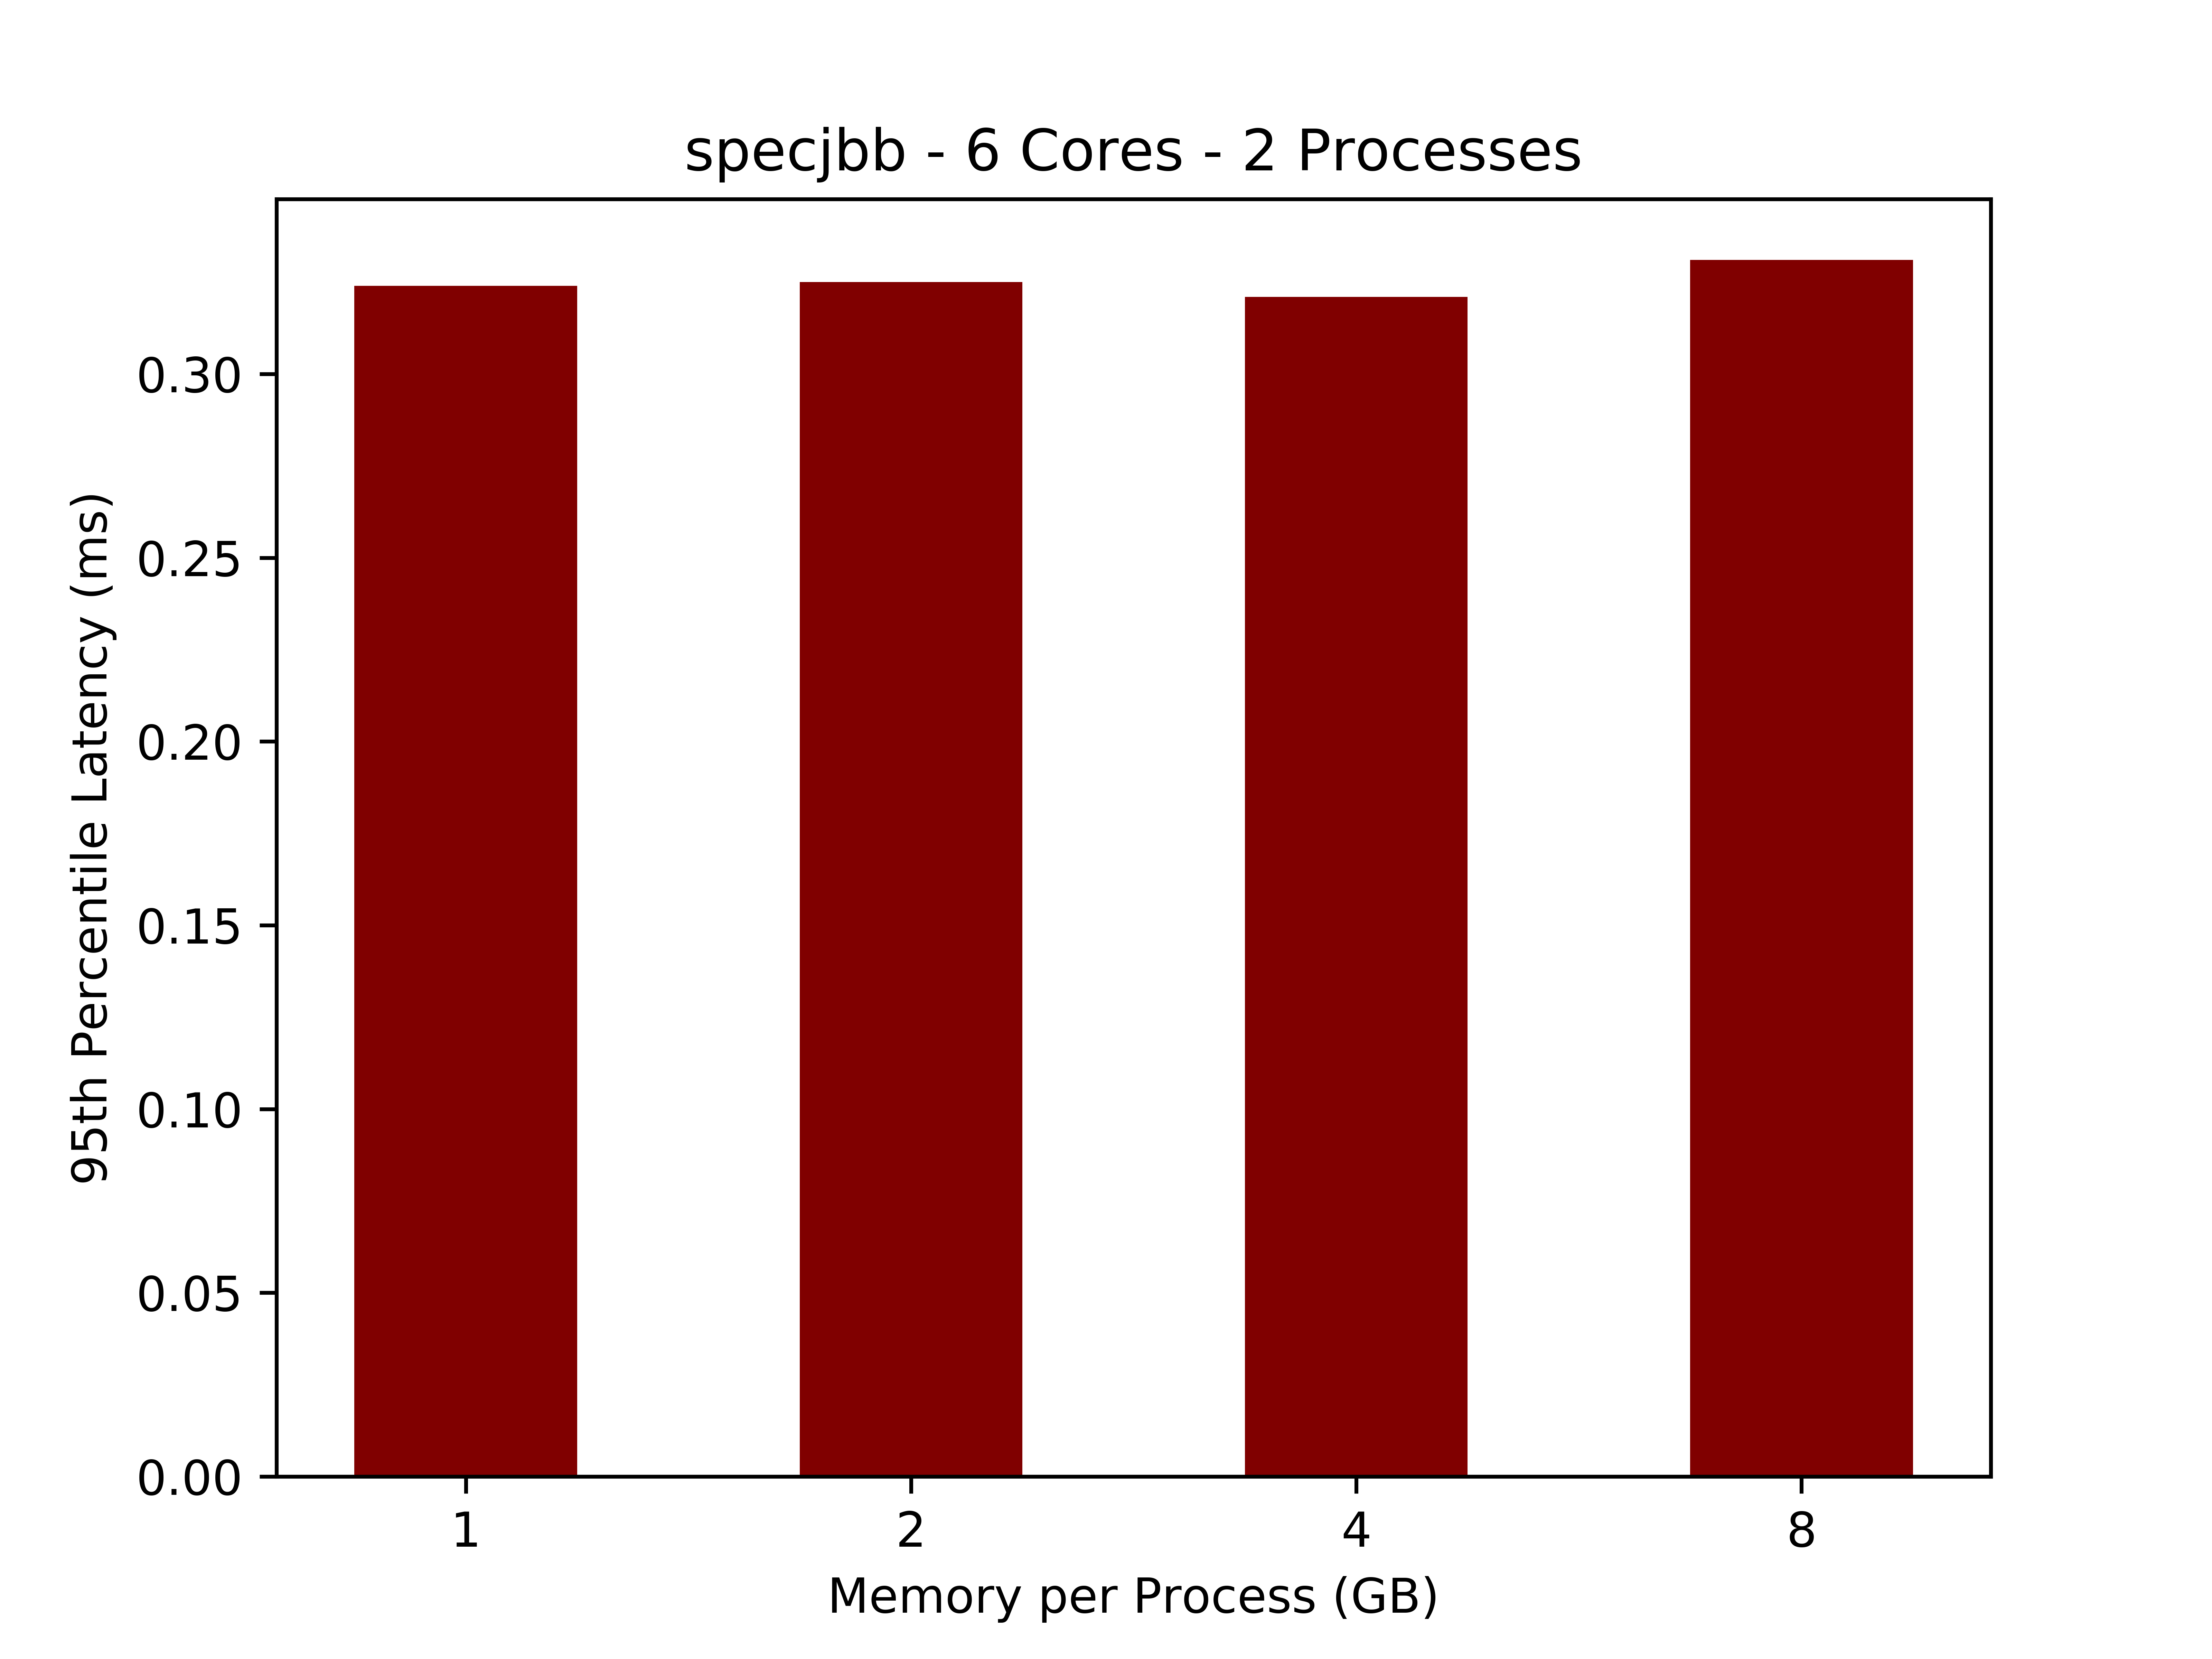 specjbb - 6 Cores - 2 Processes
95th Percentile Latency (ms)
0.30
0.25
0.20
0.15
0.10
0.05
0.00
1 2 4 8
Memory per Process (GB)